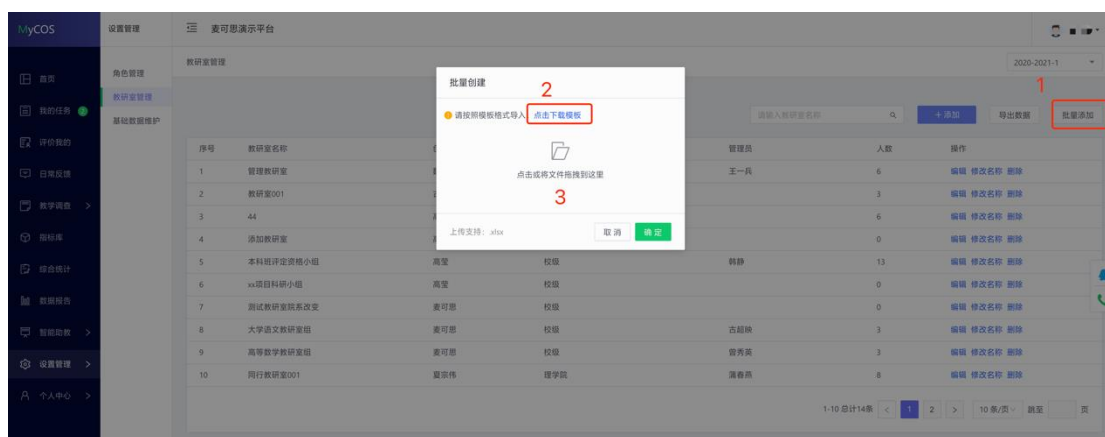 MyCOS
设置管理
麦可思演示平台
首页
我的任务 2
评价我的
日常反馈
教学调查
指标库
综合统计
数据报告
智能助教
设置管理
个人中心
角色管理
教研室管理
基础数据维护
教研室管理
2020-2021-1
1
请输入教研室名称
+添加 导出数据 批量添加
序号 教研室名称 管理员 人数 操作
1 管理教研室 王一兵 6 编辑 修改名称 删除
2 教研室001 3 编辑 修改名称 删除
3 44 6 编辑 修改名称 删除
4 添加教研室 0 编辑 修改名称 删除
5 本科班评定资格小组 高莹 校级 韩静 13 编辑 修改名称 删除
6 xx项目科研小组 高莹 校级 0 编辑 修改名称 删除
7 测试教研室院系改变 麦可思 校级 0 编辑 修改名称 删除
8 大学语文教研室组 麦可思 校级 古超映 3 编辑 修改名称 删除
9 高等数学教研室组 麦可思 校级 曾秀英 3 编辑 修改名称 删除
10 同行教研室001 夏宗伟 理学院 蒲春燕 8 编辑 修改名称 删除
1-10 总计14条 < 1 2 > 10 条/页 跳至 页
批量创建
2
请按照模板格式导入 点击下载模板
点击或将文件拖拽到这里
3
上传支持: .xlsx
取 消 确 定